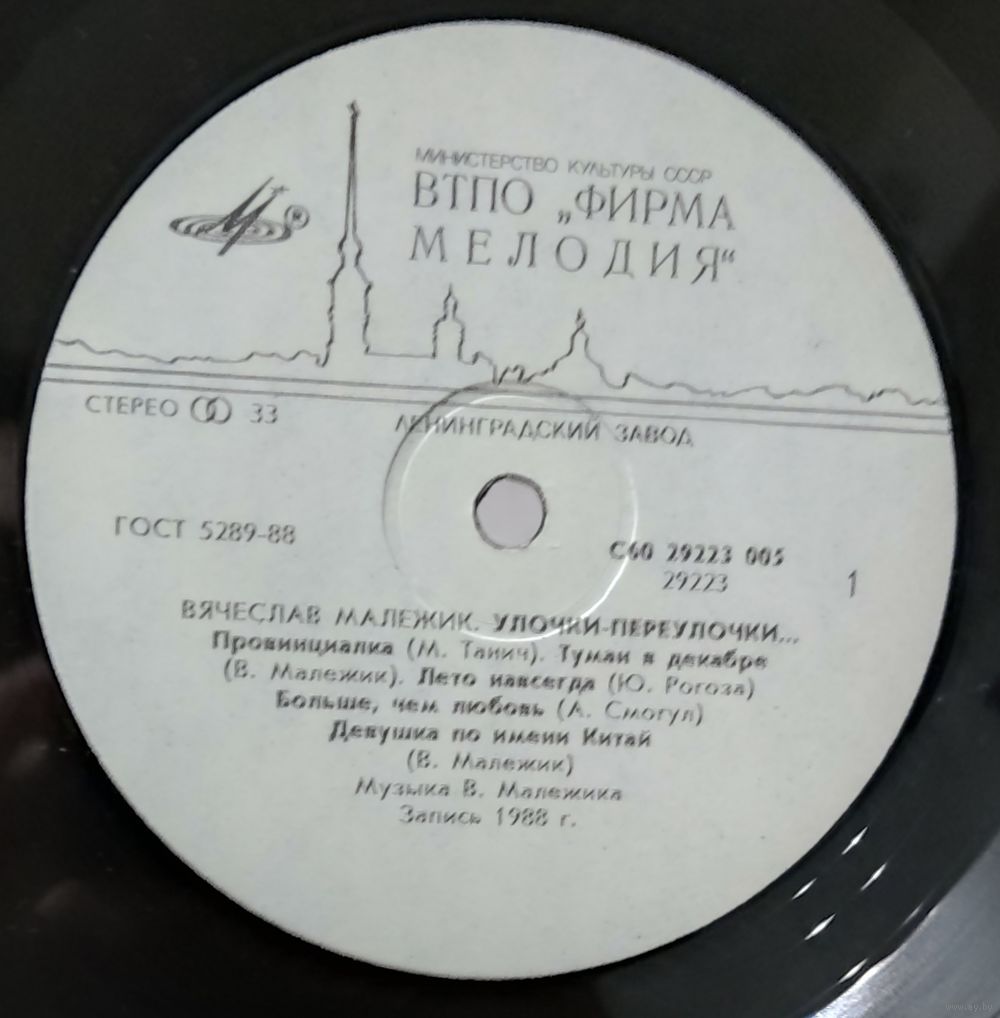 МИНИСТЕРСТВО КУЛЬТУРЫ СССР
ВТПО „ФИРМА
МЕЛОДИЯ“
СТЕРЕО 33
ЛЕНИНГРАДСКИЙ ЗАВОД
ГОСТ 5289-88
С60 29223 005
29223
1
ВЯЧЕСЛАВ МАЛЕЖИК. УЛОЧКИ-ПЕРЕУЛОЧКИ...
Провинциалка (М. Танич). Туман в декабре
(В. Малежик). Лето навсегда (Ю. Рогоза)
Больше, чем любовь (А. Смогул)
Девушка по имени Китай
(В. Малежик)
Музыка В. Малежика
Запись 1988 г.